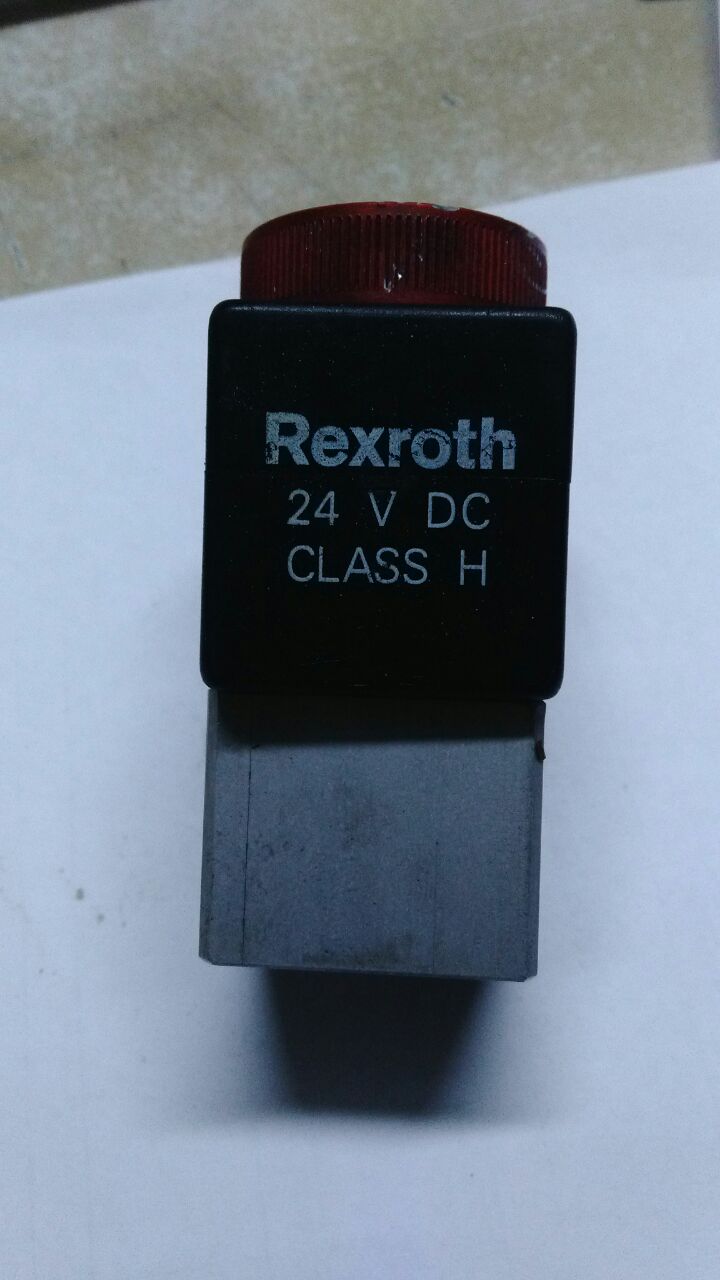 Rexroth
24 V DC
CLASS H